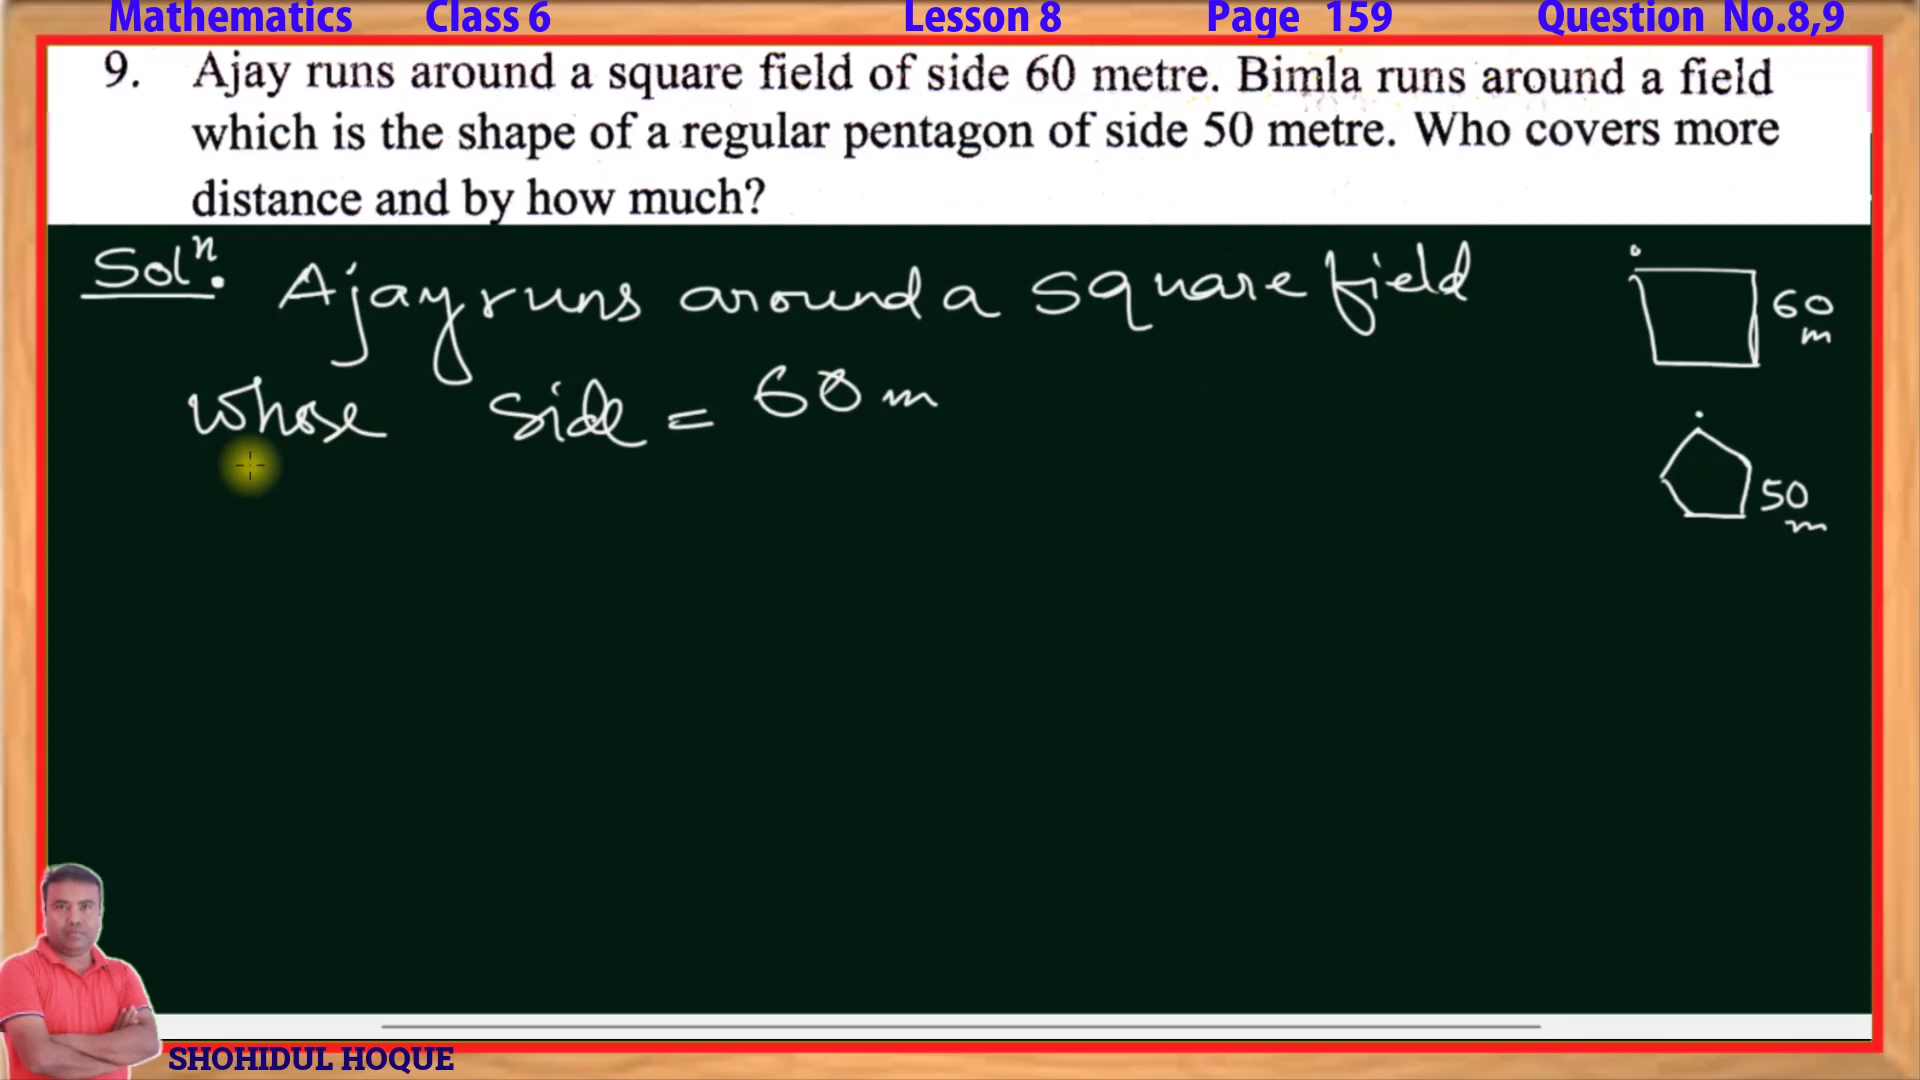 Mathematics Class 6 Lesson 8 Page 159 Question No.8,9
9. Ajay runs around a square field of side 60 metre. Bimla runs around a field
which is the shape of a regular pentagon of side 50 metre. Who covers more
distance and by how much?
Solⁿ. Ajay runs around a square field
60
m
whose side = 60 m
50
m
SHOHIDUL HOQUE